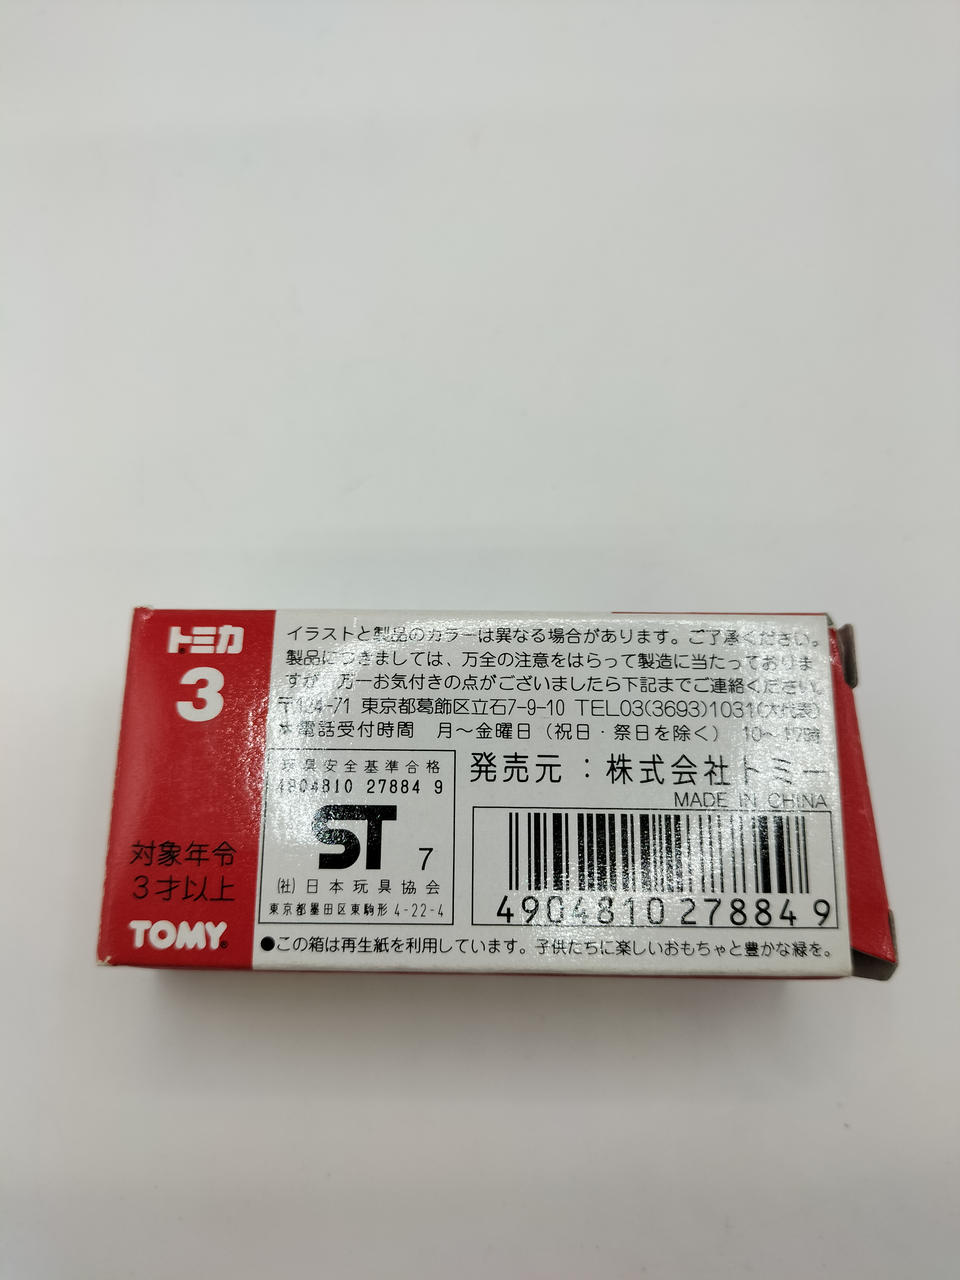 トミカ
3
対象年令
3才以上
TOMY®
イラストと製品のカラーは異なる場合があります。ご了承ください。
製品につきましては、万全の注意をはらって製造に当たっておりま
すが、万一お気付きの点がございましたら下記までご連絡ください。
〒124-71 東京都葛飾区立石7-9-10 TEL03(3693)1031(大代表)
＊電話受付時間 月〜金曜日(祝日・祭日を除く) 10〜17時
玩具安全基準合格
4904810 27884 9
ST 7
(社)日本玩具協会
東京都墨田区東駒形 4-22-4
発売元：株式会社トミー
MADE IN CHINA
4904810278849
●この箱は再生紙を利用しています。子供たちに楽しいおもちゃと豊かな緑を。